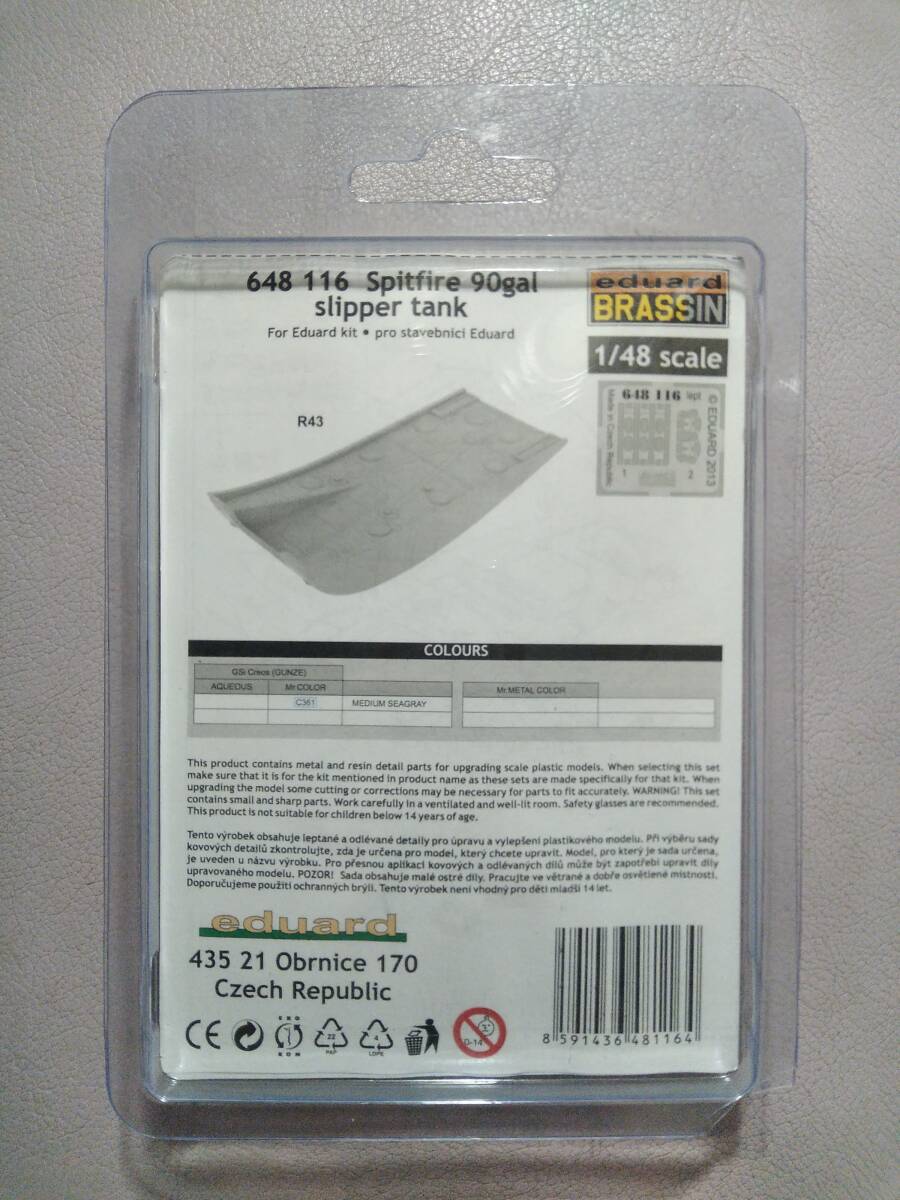 648 116 Spitfire 90gal
slipper tank
For Eduard kit • pro stavebnici Eduard
eduard
BRASSIN
1/48 scale
R43
648 116 lept
Made in Czech Republic
© EDUARD 2013
1
2
COLOURS
GSi Creos (GUNZE)
AQUEOUS Mr.COLOR
C361 MEDIUM SEAGRAY
Mr.METAL COLOR
This product contains metal and resin detail parts for upgrading scale plastic models. When selecting this set
make sure that it is for the kit mentioned in product name as these sets are made specifically for that kit. When
upgrading the model some cutting or corrections may be necessary for parts to fit accurately. WARNING! This set
contains small and sharp parts. Work carefully in a ventilated and well-lit room. Safety glasses are recommended.
This product is not suitable for children below 14 years of age.
Tento výrobek obsahuje leptané a odlévané detaily pro úpravu a vylepšení plastikového modelu. Při výběru sady
kovových detailů zkontrolujte, zda je určena pro model, který chcete upravit. Model, pro který je sada určena,
je uveden u názvu výrobku. Pro přesnou aplikaci kovových a odlévaných dílů může být zapotřebí upravit díly
upravovaného modelu. POZOR! Sada obsahuje malé ostré díly. Pracujte ve větrané a dobře osvětlené místnosti.
Doporučujeme použití ochranných brýlí. Tento výrobek není vhodný pro děti mladší 14 let.
eduard
435 21 Obrnice 170
Czech Republic
CE
EKO
KOM
22
PAP
4
LDPE
0-14
8 591436 481164